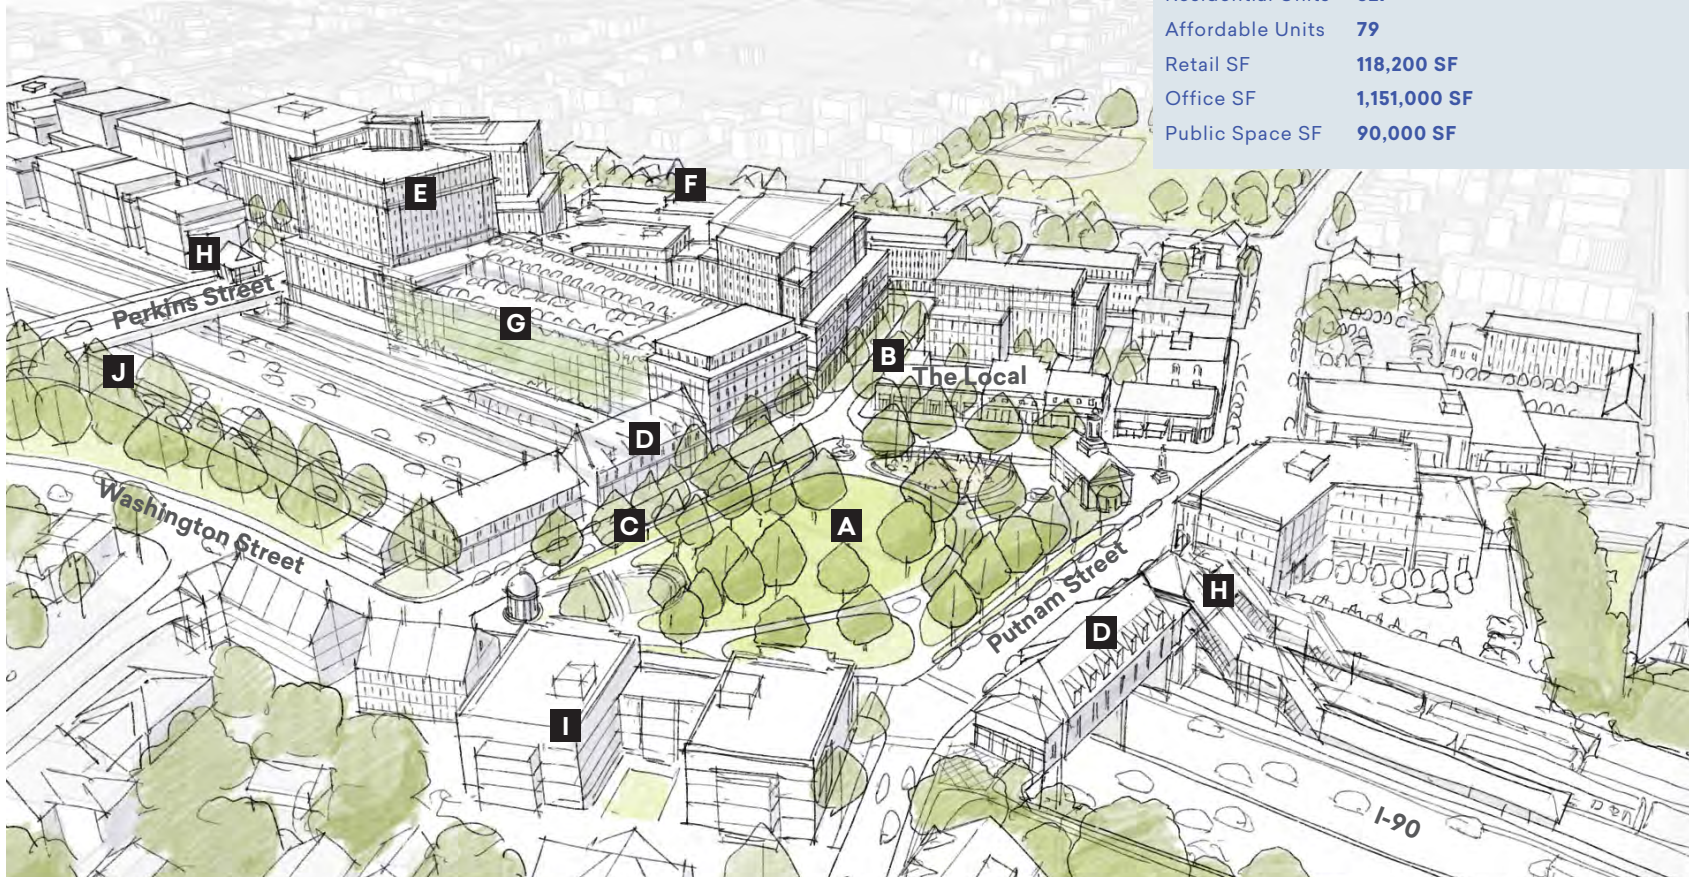 Affordable Units 79
Retail SF 118,200 SF
Office SF 1,151,000 SF
Public Space SF 90,000 SF
F
E
H
Perkins Street
G
B
J
The Local
D
Washington Street
C
A
Putnam Street
H
D
I
I-90